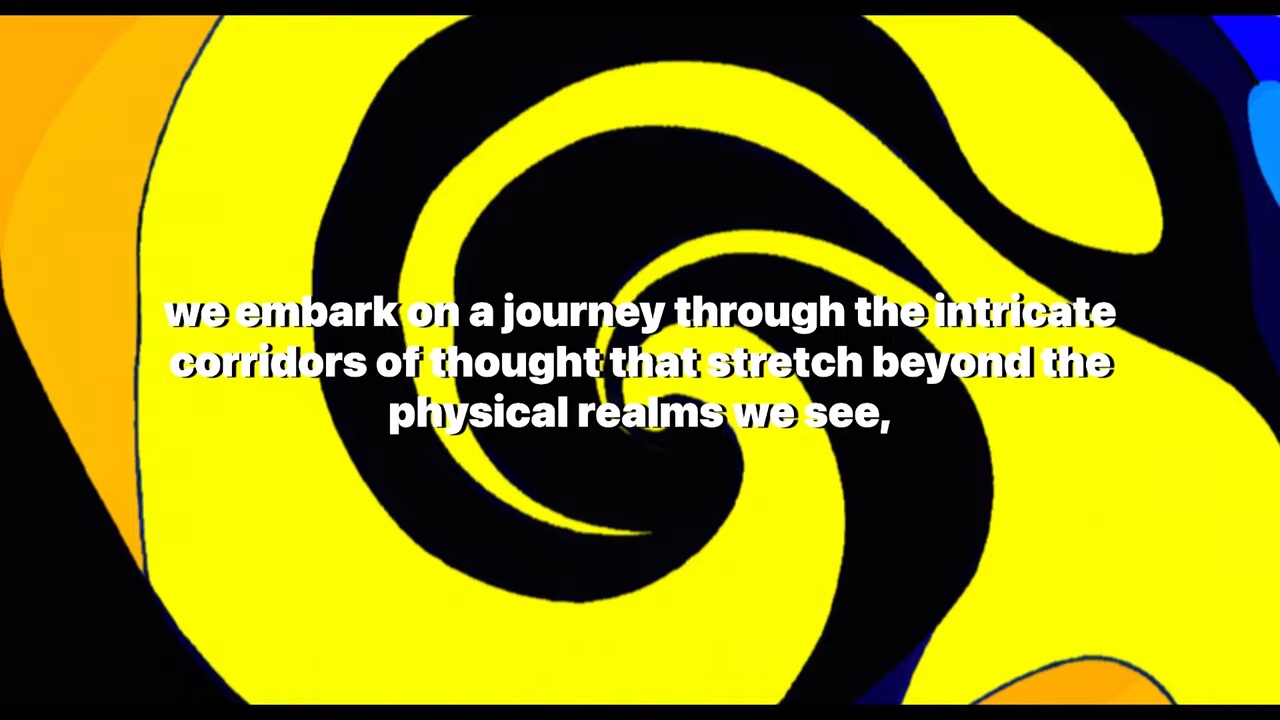 we embark on a journey through the intricate
corridors of thought that stretch beyond the
physical realms we see,